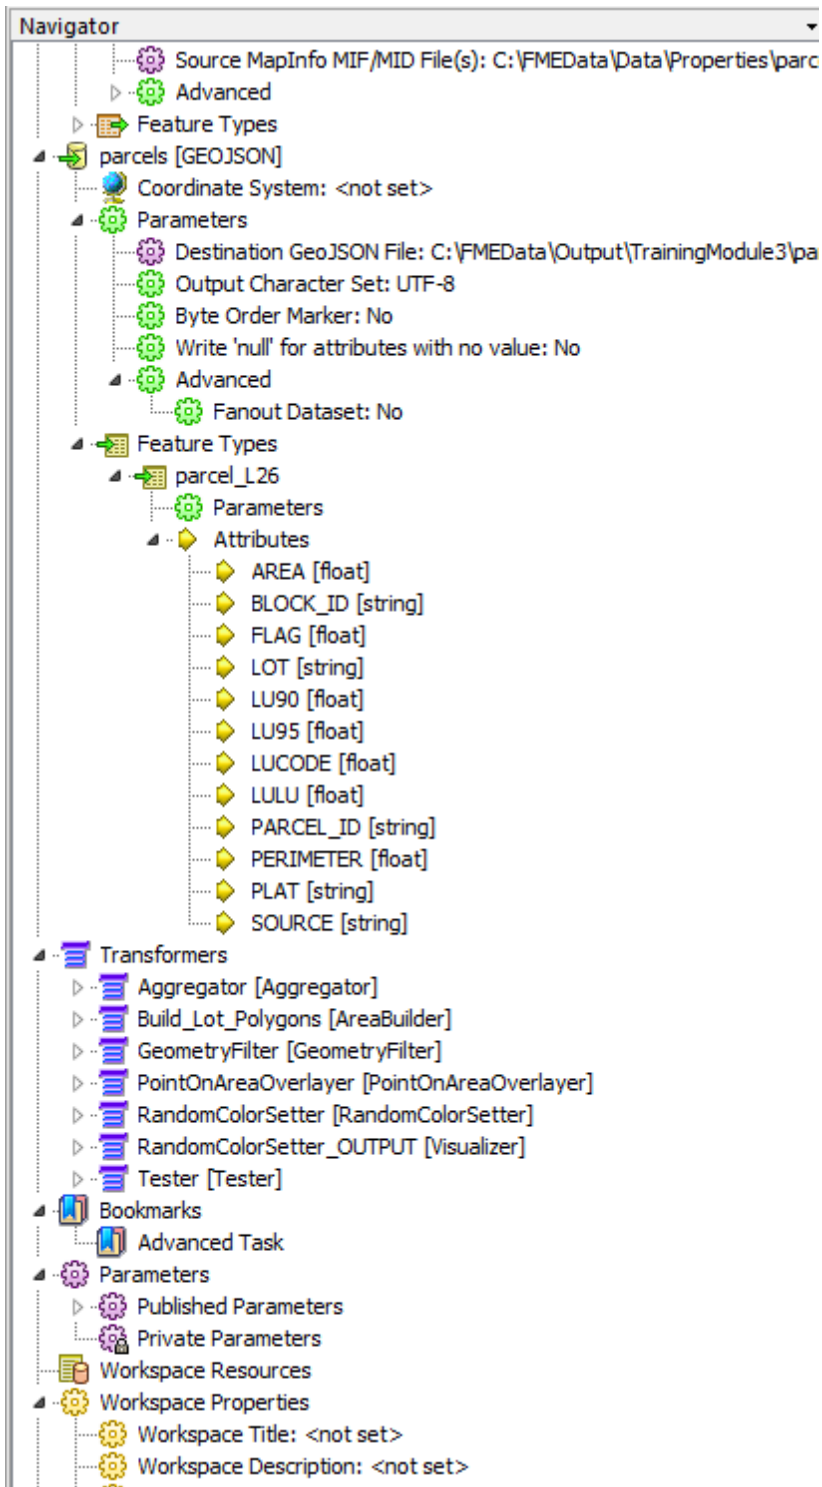 Navigator
Source MapInfo MIF/MID File(s): C:\FMEData\Data\Properties\parc
Advanced
Feature Types
parcels [GEOJSON]
Coordinate System: <not set>
Parameters
Destination GeoJSON File: C:\FMEData\Output\TrainingModule3\pa
Output Character Set: UTF-8
Byte Order Marker: No
Write 'null' for attributes with no value: No
Advanced
Fanout Dataset: No
Feature Types
parcel_L26
Parameters
Attributes
AREA [float]
BLOCK_ID [string]
FLAG [float]
LOT [string]
LU90 [float]
LU95 [float]
LUCODE [float]
LULU [float]
PARCEL_ID [string]
PERIMETER [float]
PLAT [string]
SOURCE [string]
Transformers
Aggregator [Aggregator]
Build_Lot_Polygons [AreaBuilder]
GeometryFilter [GeometryFilter]
PointOnAreaOverlayer [PointOnAreaOverlayer]
RandomColorSetter [RandomColorSetter]
RandomColorSetter_OUTPUT [Visualizer]
Tester [Tester]
Bookmarks
Advanced Task
Parameters
Published Parameters
Private Parameters
Workspace Resources
Workspace Properties
Workspace Title: <not set>
Workspace Description: <not set>